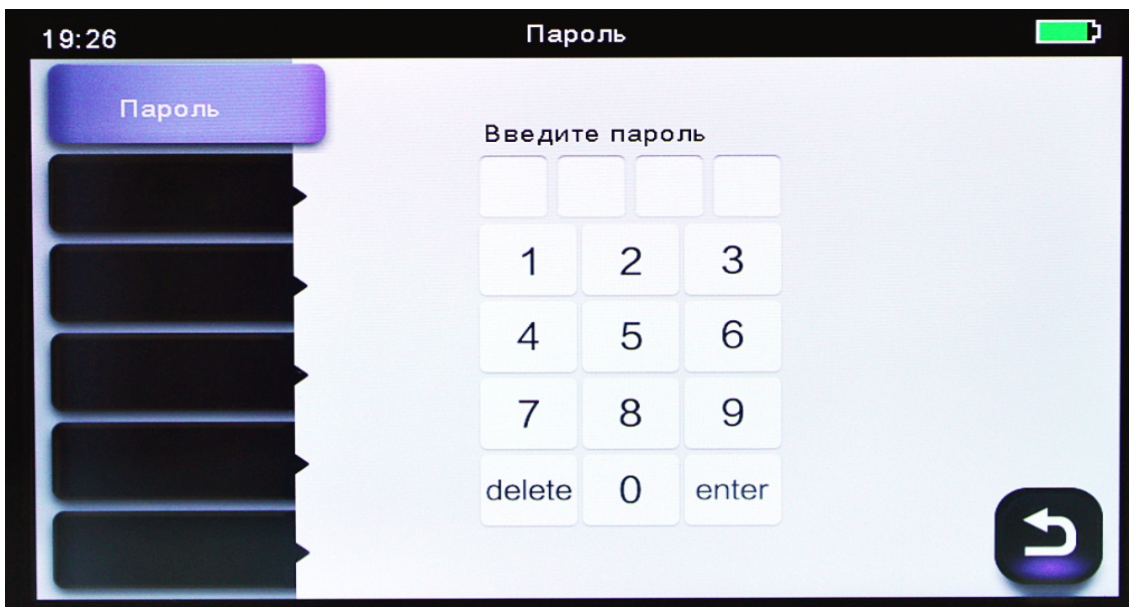 19:26 Пароль
Пароль
Введите пароль
1 2 3
4 5 6
7 8 9
delete 0 enter